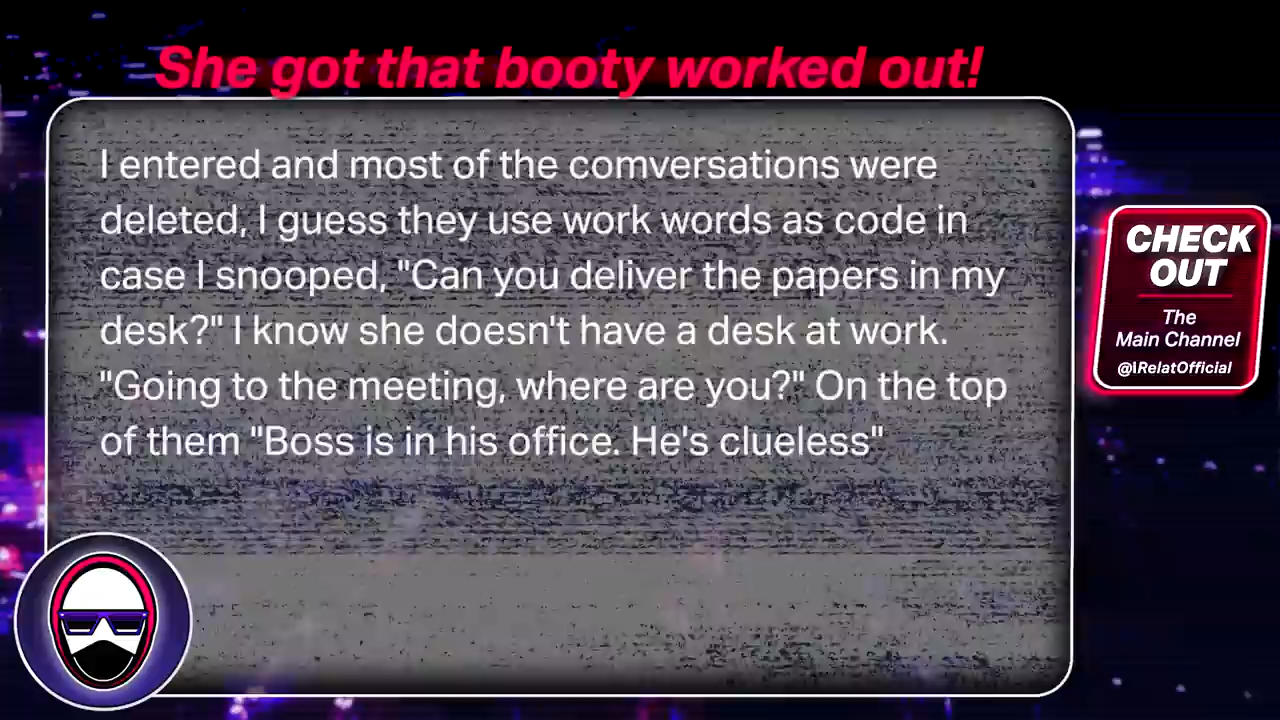 She got that booty worked out!
I entered and most of the comversations were
deleted, I guess they use work words as code in
case I snooped, "Can you deliver the papers in my
desk?" I know she doesn't have a desk at work.
"Going to the meeting, where are you?" On the top
of them "Boss is in his office. He's clueless"
CHECK
OUT
The
Main Channel
@IRelatOfficial